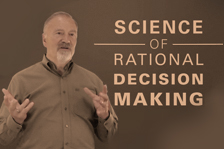 SCIENCE
OF
RATIONAL
DECISION
MAKING